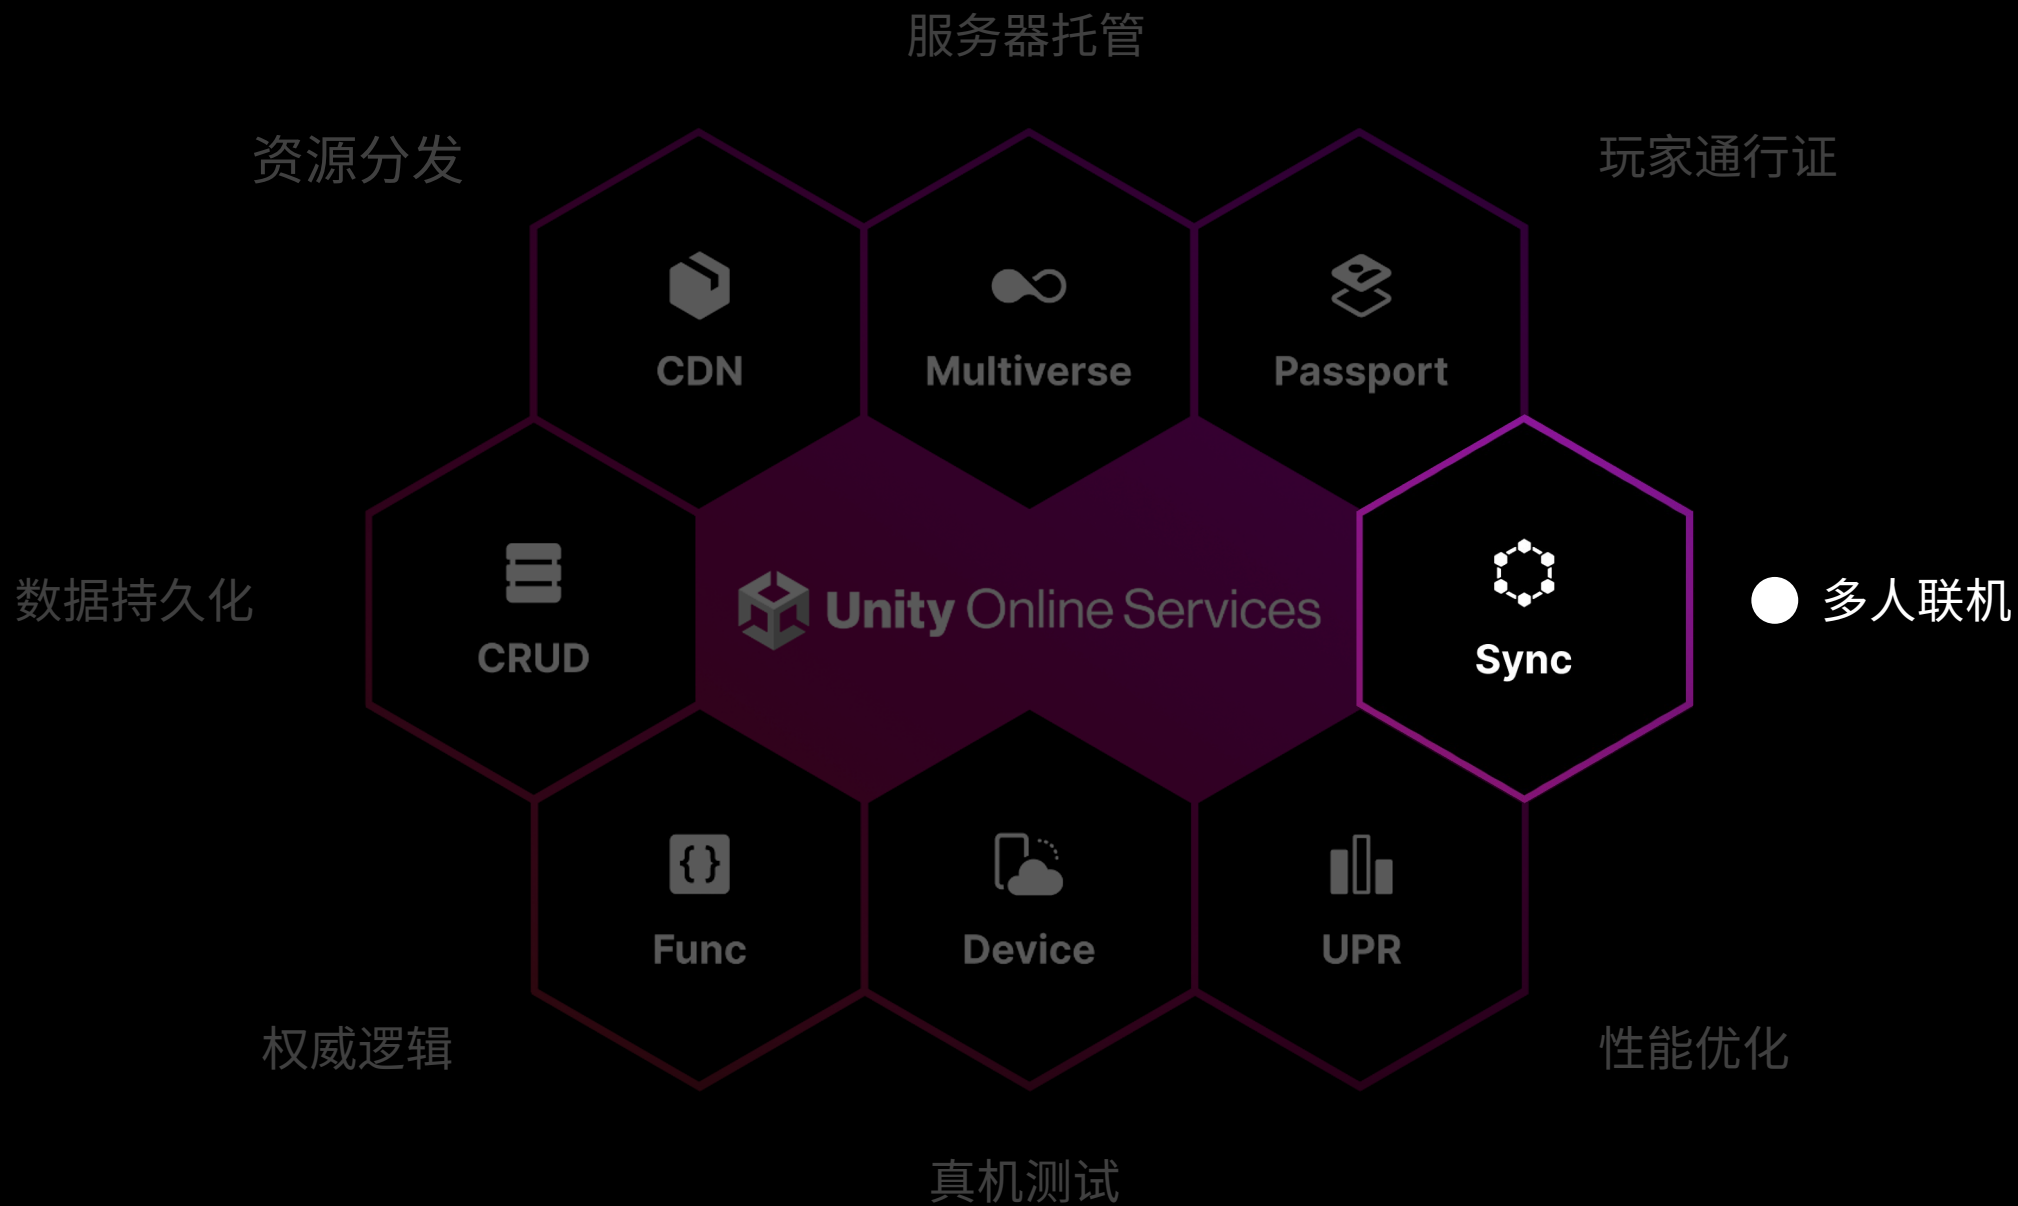 服务器托管
资源分发
玩家通行证
CDN
Multiverse
Passport
数据持久化
CRUD
Unity Online Services
Sync
多人联机
Func
Device
UPR
权威逻辑
性能优化
真机测试